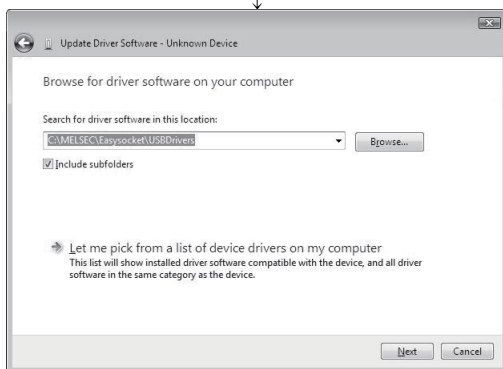 Update Driver Software - Unknown Device
Browse for driver software on your computer
Search for driver software in this location:
C:\MELSEC\Easysocket\USBDrivers
Browse...
Include subfolders
Let me pick from a list of device drivers on my computer
This list will show installed driver software compatible with the device, and all driver
software in the same category as the device.
Next Cancel